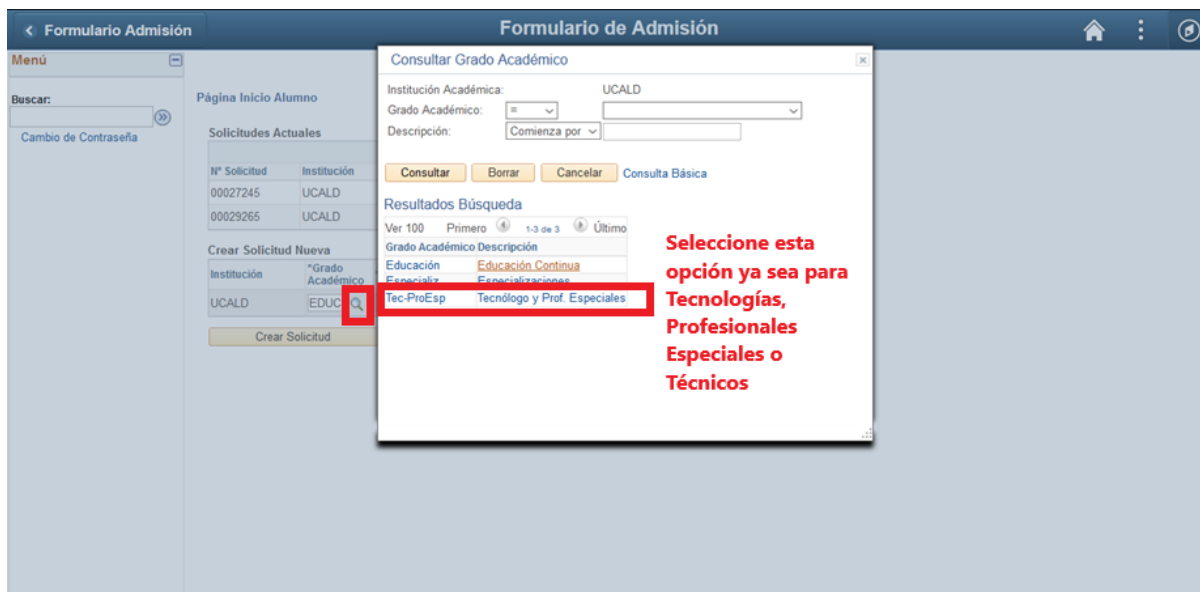 Formulario Admisión
Formulario de Admisión
Menú
Buscar:
Cambio de Contraseña
Página Inicio Alumno
Solicitudes Actuales
Nº Solicitud Institución
00027245 UCALD
00029265 UCALD
Crear Solicitud Nueva
Institución *Grado Académico
UCALD EDUC
Crear Solicitud
Consultar Grado Académico
Institución Académica: UCALD
Grado Académico: =
Descripción: Comienza por
Consultar Borrar Cancelar Consulta Básica
Resultados Búsqueda
Ver 100 Primero 1-3 de 3 Último
Grado Académico Descripción
Educación Educación Continua
Especializ Especializaciones
Tec-ProEsp Tecnólogo y Prof. Especiales
Seleccione esta
opción ya sea para
Tecnologías,
Profesionales
Especiales o
Técnicos